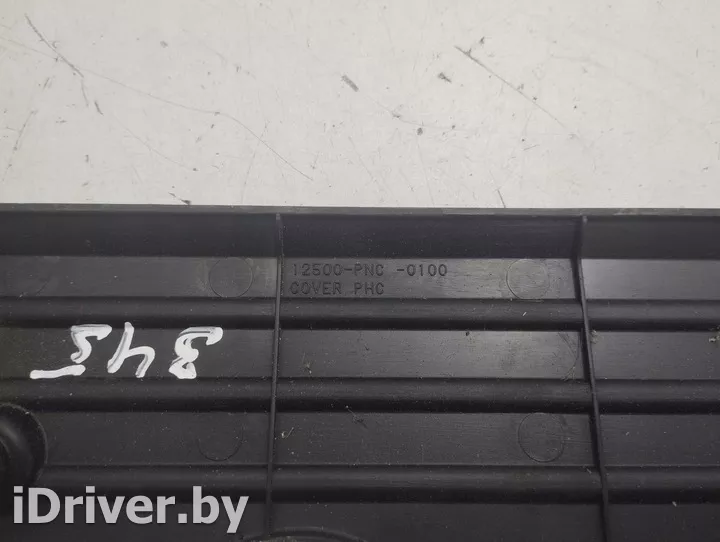 12500-PNC -0100
COVER PHC
345
iDriver.by